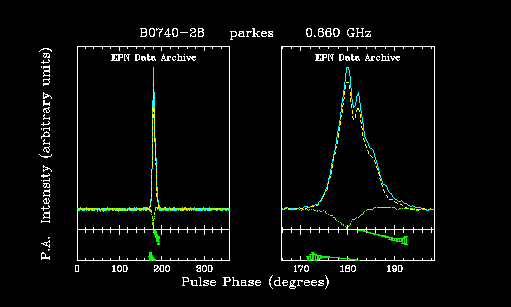 B0740-28 parkes 0.660 GHz
EPN Data Archive EPN Data Archive
Intensity (arbitrary units)
P.A.
0 100 200 300 170 180 190
Pulse Phase (degrees)